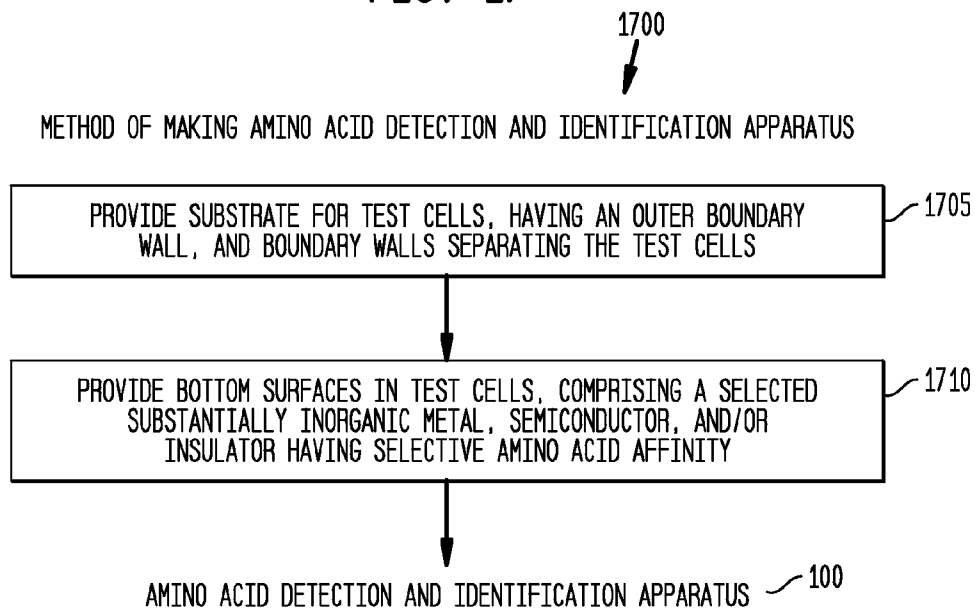 1700
METHOD OF MAKING AMINO ACID DETECTION AND IDENTIFICATION APPARATUS
PROVIDE SUBSTRATE FOR TEST CELLS, HAVING AN OUTER BOUNDARY
WALL, AND BOUNDARY WALLS SEPARATING THE TEST CELLS
1705
PROVIDE BOTTOM SURFACES IN TEST CELLS, COMPRISING A SELECTED
SUBSTANTIALLY INORGANIC METAL, SEMICONDUCTOR, AND/OR
INSULATOR HAVING SELECTIVE AMINO ACID AFFINITY
1710
AMINO ACID DETECTION AND IDENTIFICATION APPARATUS
100